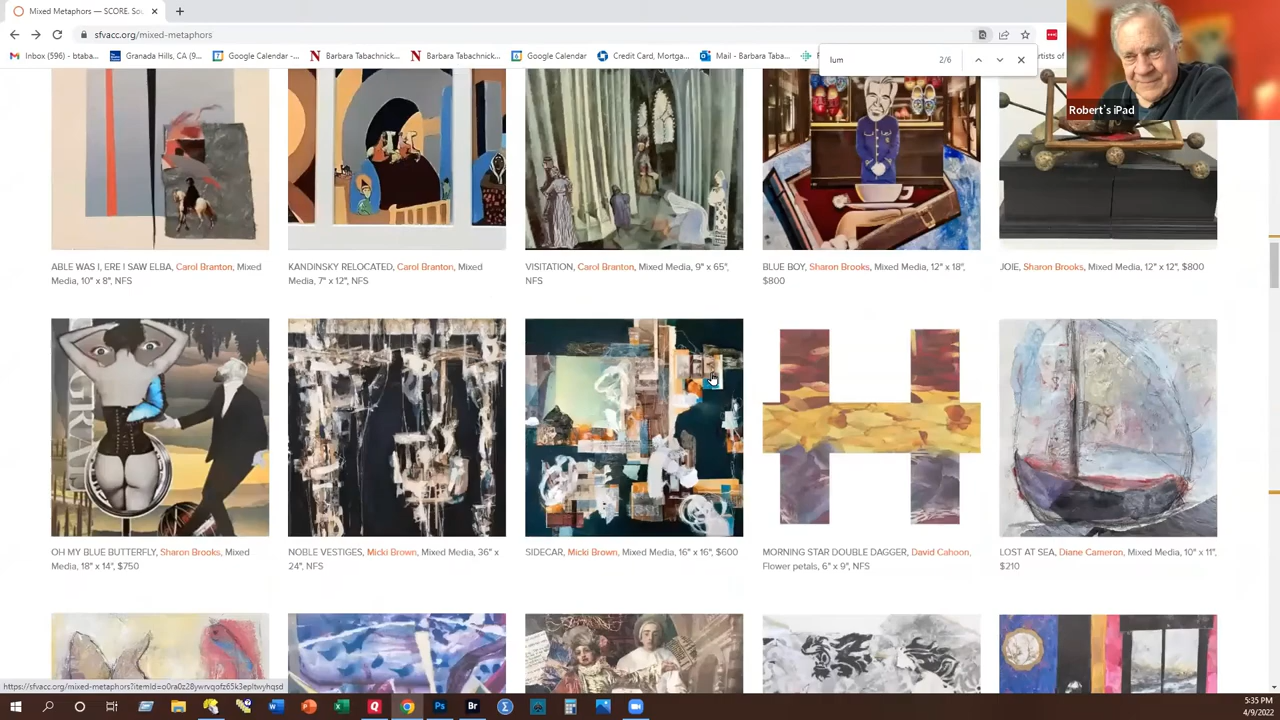 Mixed Metaphors — SCORE. Sou
sfvacc.org/mixed-metaphors
Inbox (596) - btaba...
Granada Hills, CA 9...
Google Calendar -...
Barbara Tabachnick...
Barbara Tabachnick...
Google Calendar
Credit Card, Mortga...
Mail - Barbara Taba...
tists of
lum
2/6
Robert's iPad
ABLE WAS I, ERE I SAW ELBA, Carol Branton, Mixed
Media, 10" x 8", NFS
KANDINSKY RELOCATED, Carol Branton, Mixed
Media, 7" x 12", NFS
VISITATION, Carol Branton, Mixed Media, 9" x 65",
NFS
BLUE BOY, Sharon Brooks, Mixed Media, 12" x 18",
$800
JOIE, Sharon Brooks, Mixed Media, 12" x 12", $800
GRAD
OH MY BLUE BUTTERFLY, Sharon Brooks, Mixed
Media, 18" x 14", $750
NOBLE VESTIGES, Micki Brown, Mixed Media, 36" x
24", NFS
SIDECAR, Micki Brown, Mixed Media, 16" x 16", $600
MORNING STAR DOUBLE DAGGER, David Cahoon,
Flower petals, 6" x 9", NFS
LOST AT SEA, Diane Cameron, Mixed Media, 10" x 11",
$210
5:35 PM
4/9/2022